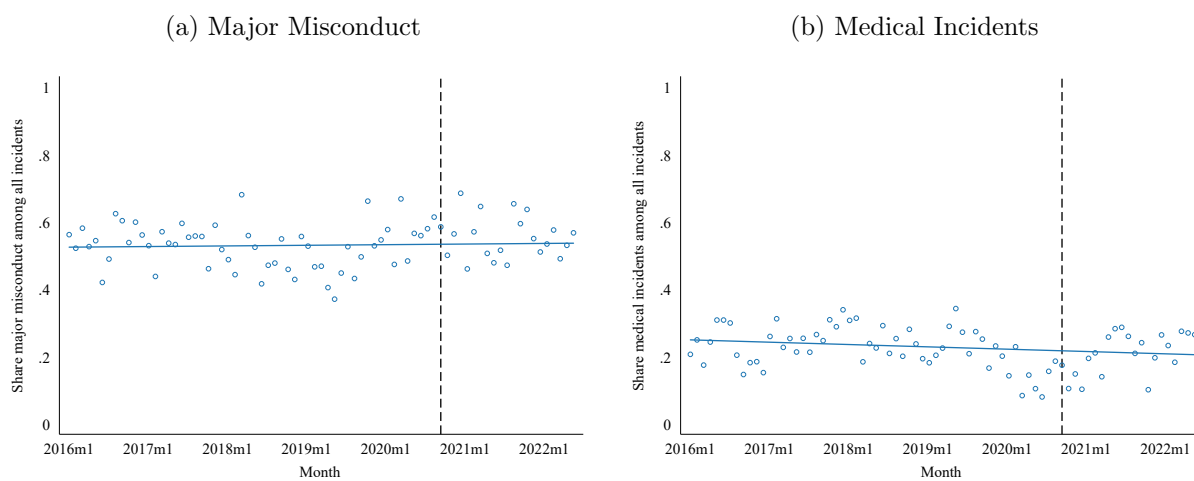 (a) Major Misconduct
Share major misconduct among all incidents
1
.8
.6
.4
.2
0
2016m1 2017m1 2018m1 2019m1 2020m1 2021m1 2022m1
Month
(b) Medical Incidents
Share medical incidents among all incidents
1
.8
.6
.4
.2
0
2016m1 2017m1 2018m1 2019m1 2020m1 2021m1 2022m1
Month